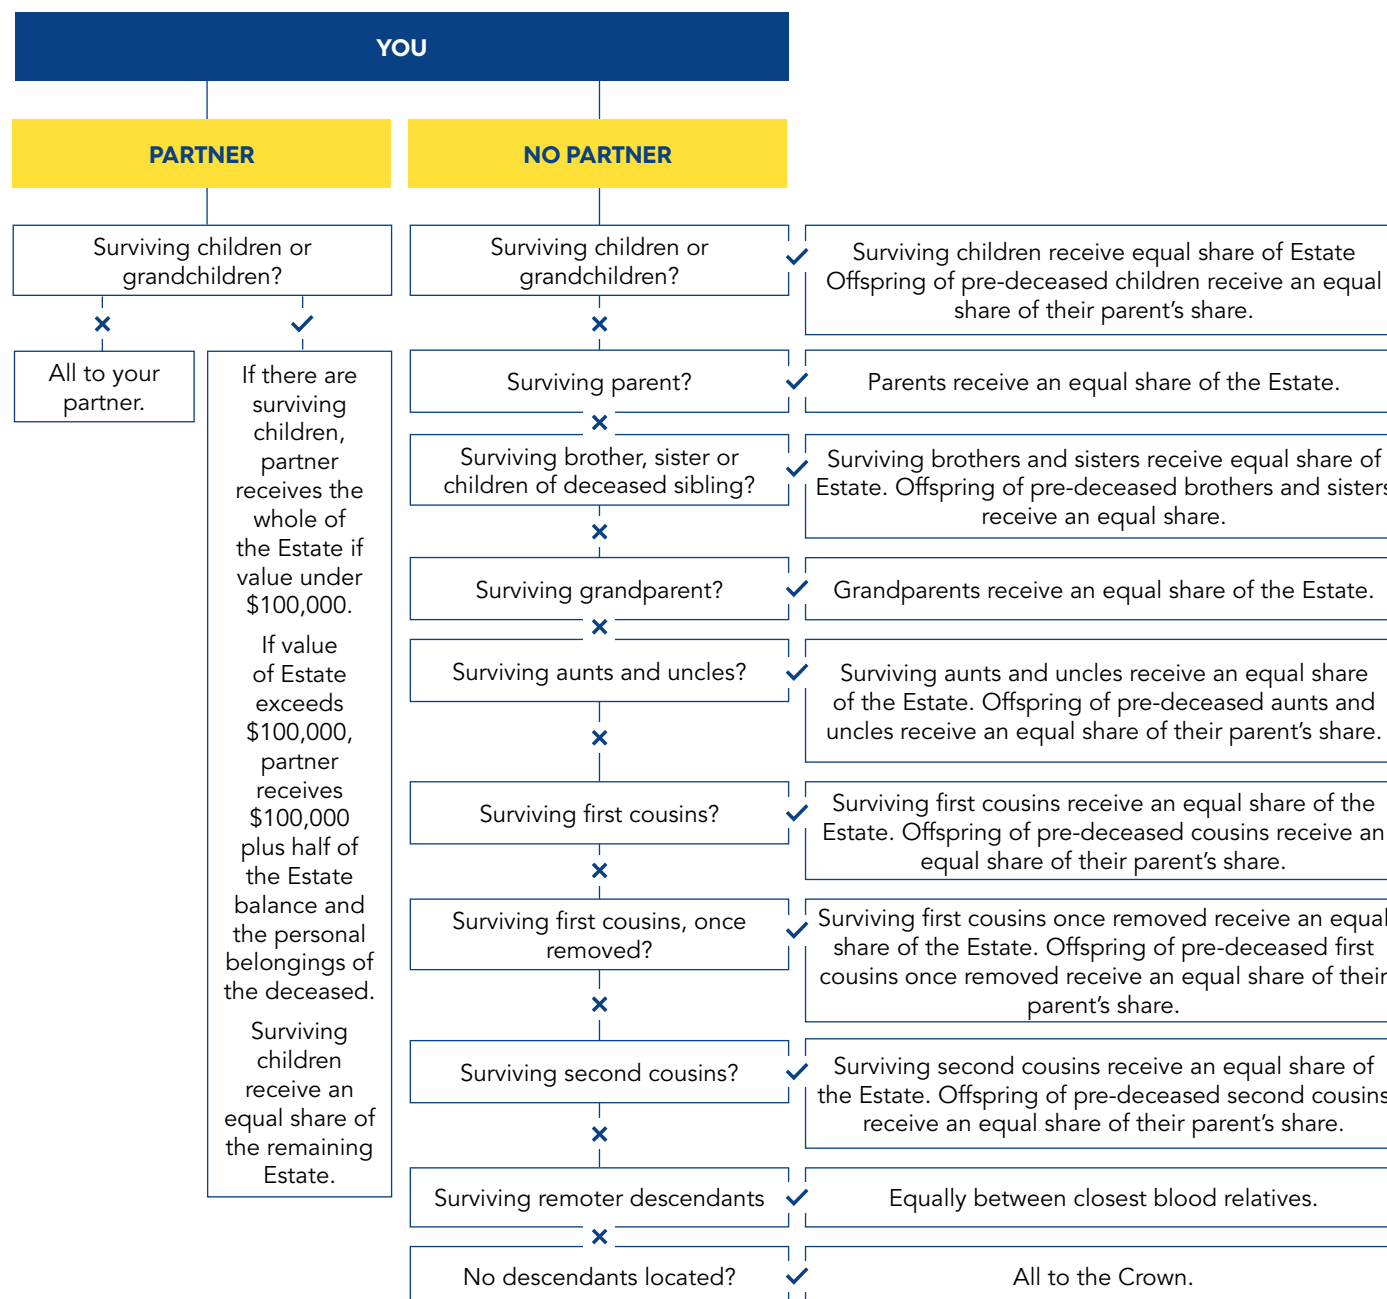 YOU
PARTNER
NO PARTNER
Surviving children or
grandchildren?
All to your
partner.
If there are
surviving
children,
partner
receives the
whole of
the Estate if
value under
$100,000.
If value
of Estate
exceeds
$100,000,
partner
receives
$100,000
plus half of
the Estate
balance and
the personal
belongings of
the deceased.
Surviving
children
receive an
equal share of
the remaining
Estate.
Surviving children or
grandchildren?
Surviving children receive equal share of Estate
Offspring of pre-deceased children receive an equal
share of their parent’s share.
Surviving parent?
Parents receive an equal share of the Estate.
Surviving brother, sister or
children of deceased sibling?
Surviving brothers and sisters receive equal share of
Estate. Offspring of pre-deceased brothers and sisters
receive an equal share.
Surviving grandparent?
Grandparents receive an equal share of the Estate.
Surviving aunts and uncles?
Surviving aunts and uncles receive an equal share
of the Estate. Offspring of pre-deceased aunts and
uncles receive an equal share of their parent’s share.
Surviving first cousins?
Surviving first cousins receive an equal share of the
Estate. Offspring of pre-deceased cousins receive an
equal share of their parent’s share.
Surviving first cousins, once
removed?
Surviving first cousins once removed receive an equal
share of the Estate. Offspring of pre-deceased first
cousins once removed receive an equal share of their
parent’s share.
Surviving second cousins?
Surviving second cousins receive an equal share of
the Estate. Offspring of pre-deceased second cousins
receive an equal share of their parent’s share.
Surviving remoter descendants
Equally between closest blood relatives.
No descendants located?
All to the Crown.